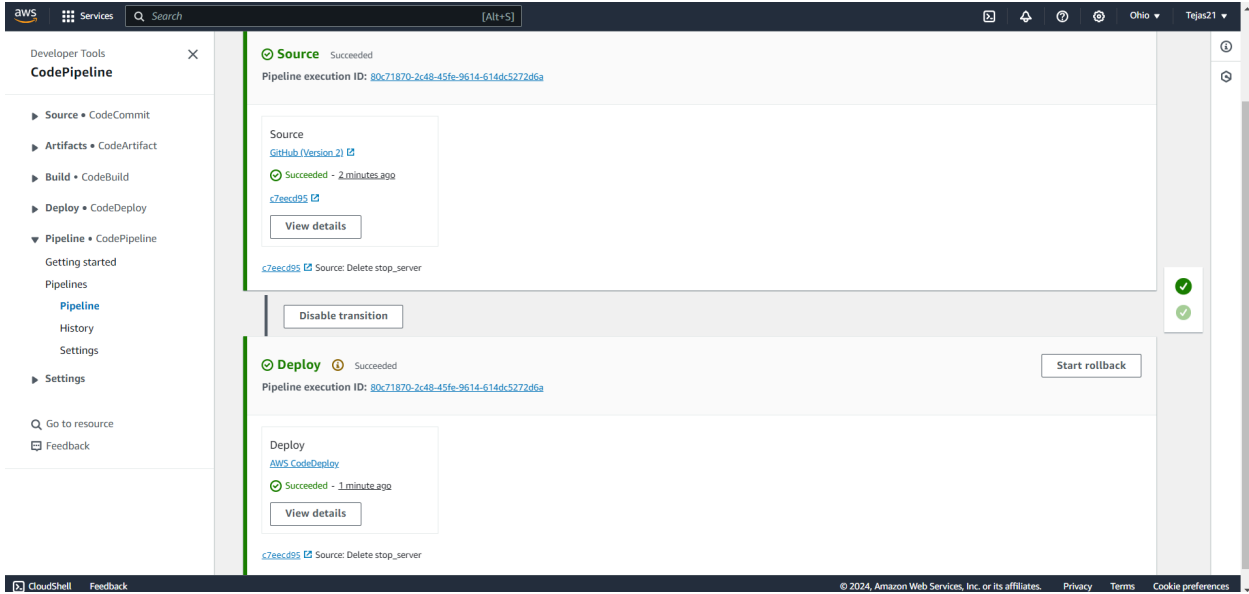 aws Services Search [Alt+S] Ohio Tejas21
Developer Tools
CodePipeline
Source • CodeCommit
Artifacts • CodeArtifact
Build • CodeBuild
Deploy • CodeDeploy
Pipeline • CodePipeline
Getting started
Pipelines
Pipeline
History
Settings
Settings
Go to resource
Feedback
Source Succeeded
Pipeline execution ID: 80c71870-2c48-45fe-9614-614dc5272d6a
Source
GitHub (Version 2)
Succeeded - 2 minutes ago
c7eecd95
View details
c7eecd95 Source: Delete stop_server
Disable transition
Deploy Succeeded
Start rollback
Pipeline execution ID: 80c71870-2c48-45fe-9614-614dc5272d6a
Deploy
AWS CodeDeploy
Succeeded - 1 minute ago
View details
c7eecd95 Source: Delete stop_server
CloudShell Feedback © 2024, Amazon Web Services, Inc. or its affiliates. Privacy Terms Cookie preferences